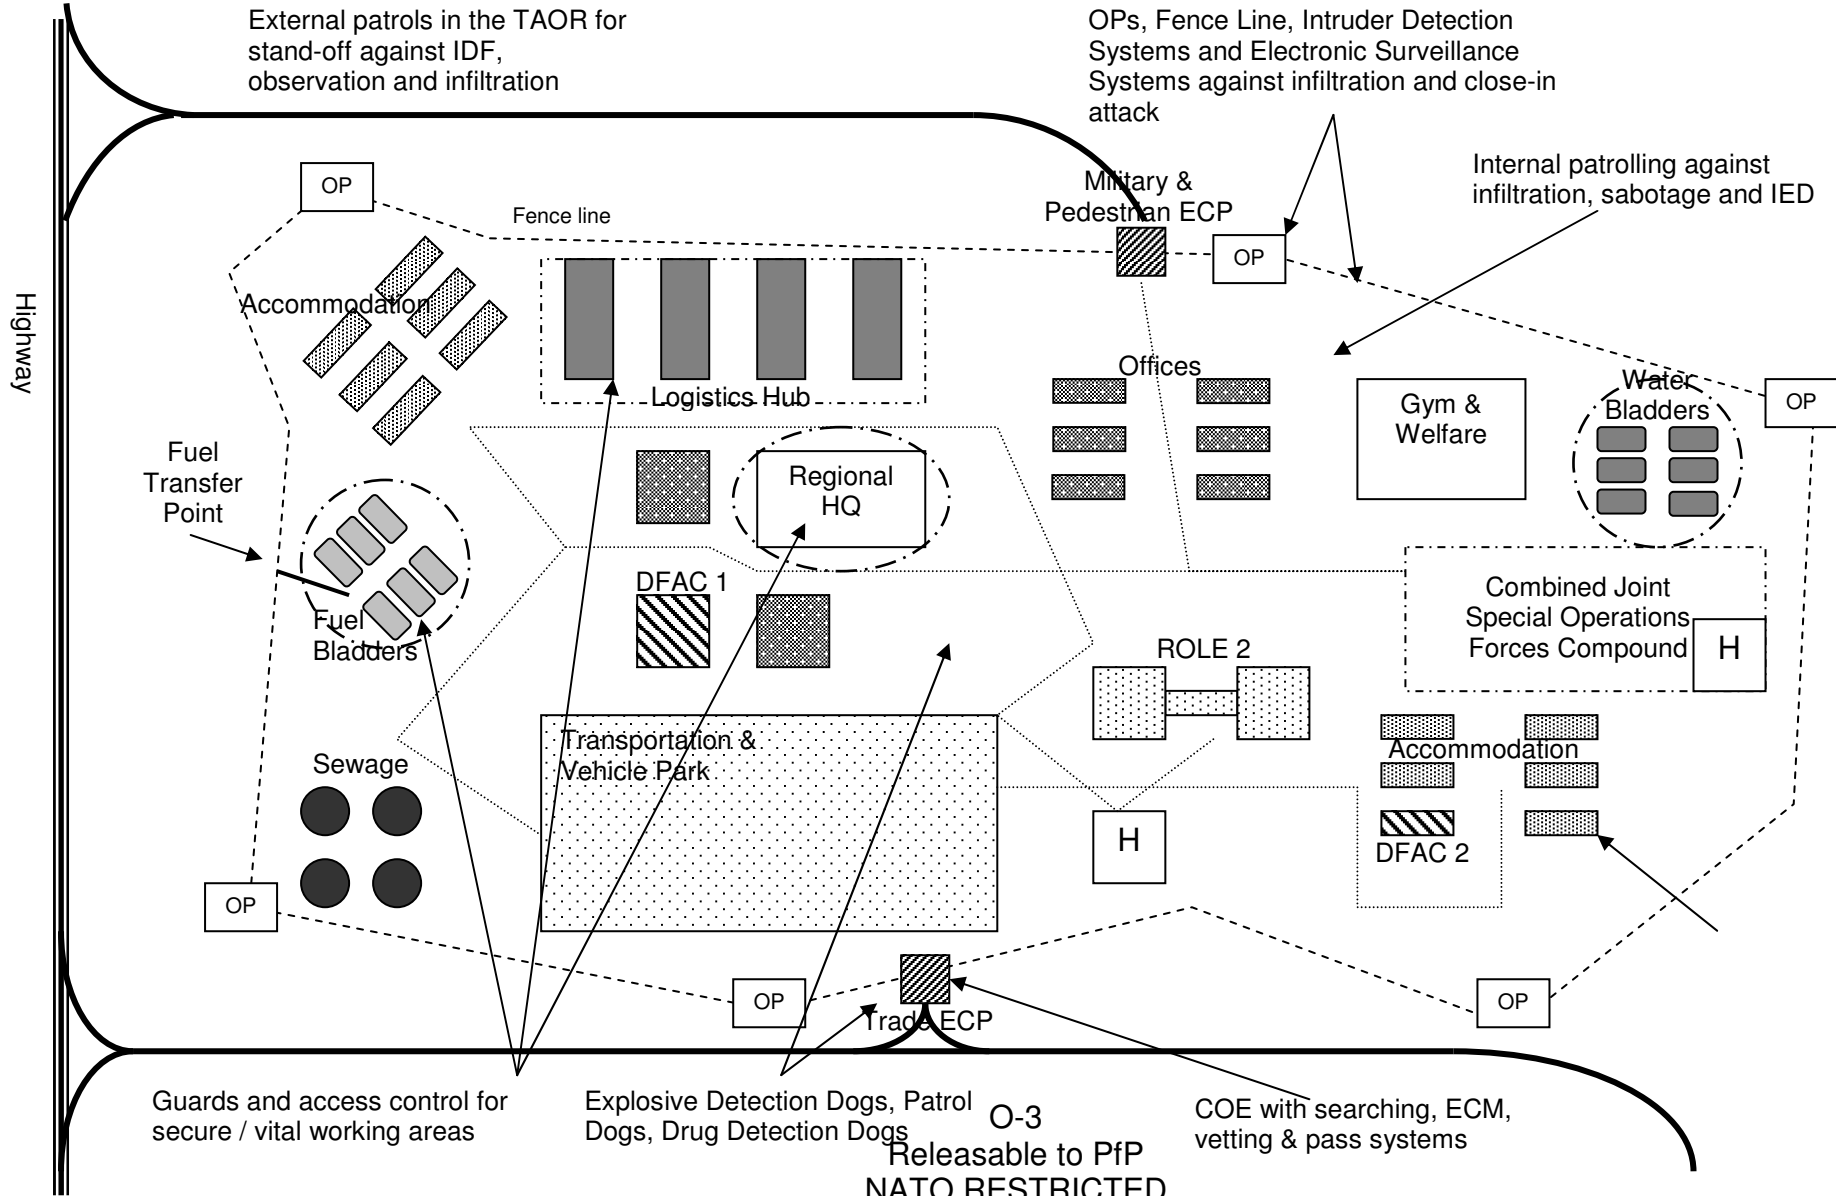 External patrols in the TAOR for
stand-off against IDF,
observation and infiltration
OPs, Fence Line, Intruder Detection
Systems and Electronic Surveillance
Systems against infiltration and close-in
attack
Internal patrolling against
infiltration, sabotage and IED
Military &
Pedestrian ECP
OP
Fence line
OP
Highway
Accommodation
Logistics Hub
Offices
Gym &
Welfare
Water
Bladders
OP
Fuel
Transfer
Point
Regional
HQ
DFAC 1
Fuel
Bladders
Combined Joint
Special Operations
Forces Compound
H
ROLE 2
Transportation &
Vehicle Park
Sewage
Accommodation
H
DFAC 2
OP
OP
Trade ECP
OP
Guards and access control for
secure / vital working areas
Explosive Detection Dogs, Patrol
Dogs, Drug Detection Dogs
COE with searching, ECM,
vetting & pass systems
O-3
Releasable to PfP
NATO RESTRICTED